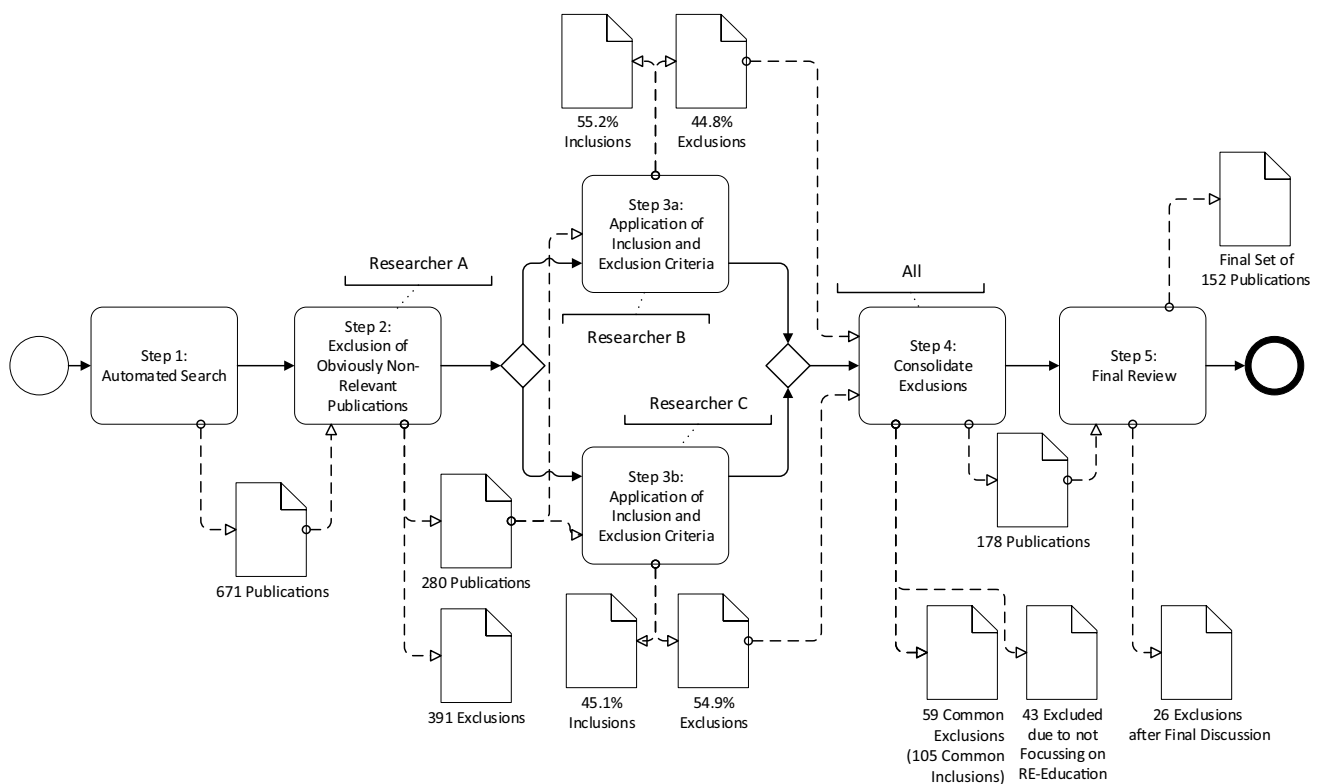 55.2%
Inclusions
44.8%
Exclusions
Step 3a:
Application of
Inclusion and
Exclusion Criteria
Final Set of
152 Publications
Researcher A
All
Researcher B
Step 1:
Automated Search
Step 2:
Exclusion of
Obviously Non-
Relevant
Publications
Step 4:
Consolidate
Exclusions
Step 5:
Final Review
Researcher C
Step 3b:
Application of
Inclusion and
Exclusion Criteria
671 Publications
280 Publications
178 Publications
391 Exclusions
45.1%
Inclusions
54.9%
Exclusions
59 Common
Exclusions
(105 Common
Inclusions)
43 Excluded
due to not
Focussing on
RE-Education
26 Exclusions
after Final Discussion